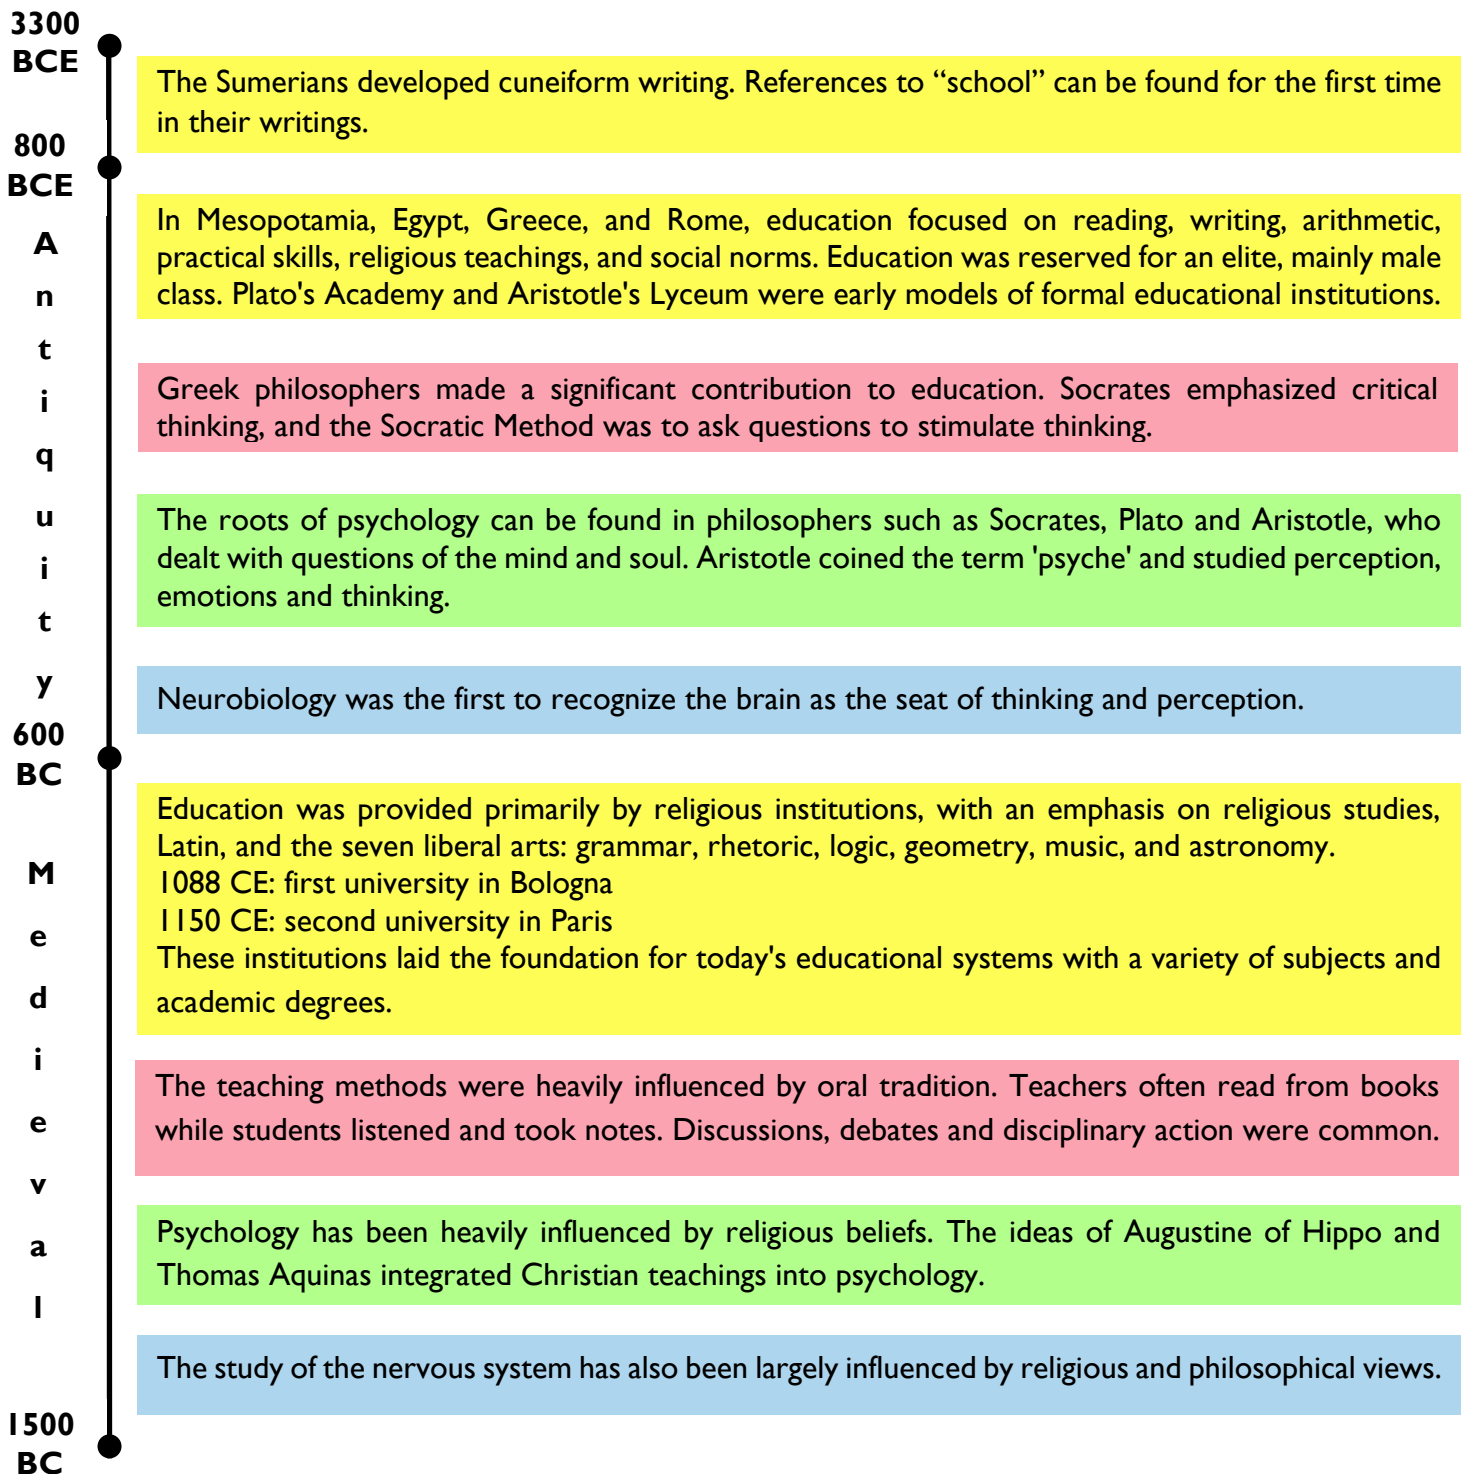 3300
BCE
The Sumerians developed cuneiform writing. References to “school” can be found for the first time
in their writings.
800
BCE
Antiquity
In Mesopotamia, Egypt, Greece, and Rome, education focused on reading, writing, arithmetic,
practical skills, religious teachings, and social norms. Education was reserved for an elite, mainly male
class. Plato's Academy and Aristotle's Lyceum were early models of formal educational institutions.
Greek philosophers made a significant contribution to education. Socrates emphasized critical
thinking, and the Socratic Method was to ask questions to stimulate thinking.
The roots of psychology can be found in philosophers such as Socrates, Plato and Aristotle, who
dealt with questions of the mind and soul. Aristotle coined the term 'psyche' and studied perception,
emotions and thinking.
Neurobiology was the first to recognize the brain as the seat of thinking and perception.
600
BC
Medieval
Education was provided primarily by religious institutions, with an emphasis on religious studies,
Latin, and the seven liberal arts: grammar, rhetoric, logic, geometry, music, and astronomy.
1088 CE: first university in Bologna
1150 CE: second university in Paris
These institutions laid the foundation for today's educational systems with a variety of subjects and
academic degrees.
The teaching methods were heavily influenced by oral tradition. Teachers often read from books
while students listened and took notes. Discussions, debates and disciplinary action were common.
Psychology has been heavily influenced by religious beliefs. The ideas of Augustine of Hippo and
Thomas Aquinas integrated Christian teachings into psychology.
The study of the nervous system has also been largely influenced by religious and philosophical views.
1500
BC